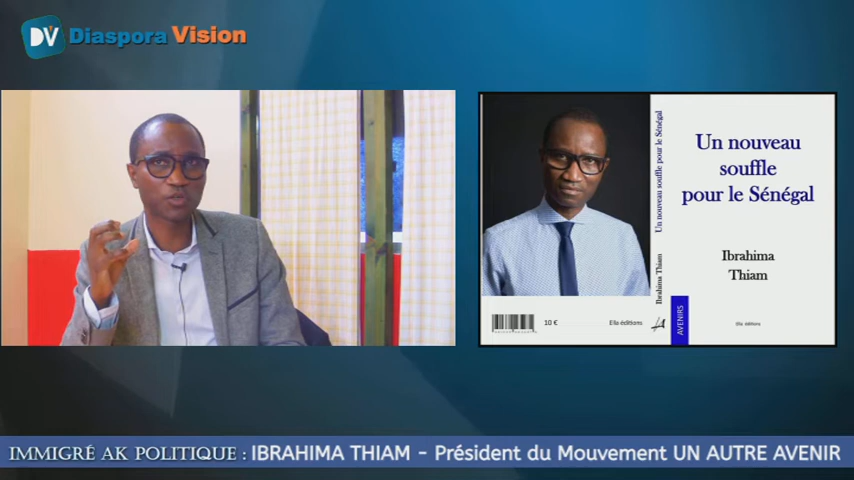 DV Diaspora Vision
Un nouveau souffle pour le Sénégal
Ibrahima Thiam
10 €
Ella éditions
AVENIRS
Un nouveau
souffle
pour le Sénégal
Ibrahima
Thiam
Ella éditions
IMMIGRÉ AK POLITIQUE : IBRAHIMA THIAM - Président du Mouvement UN AUTRE AVENIR